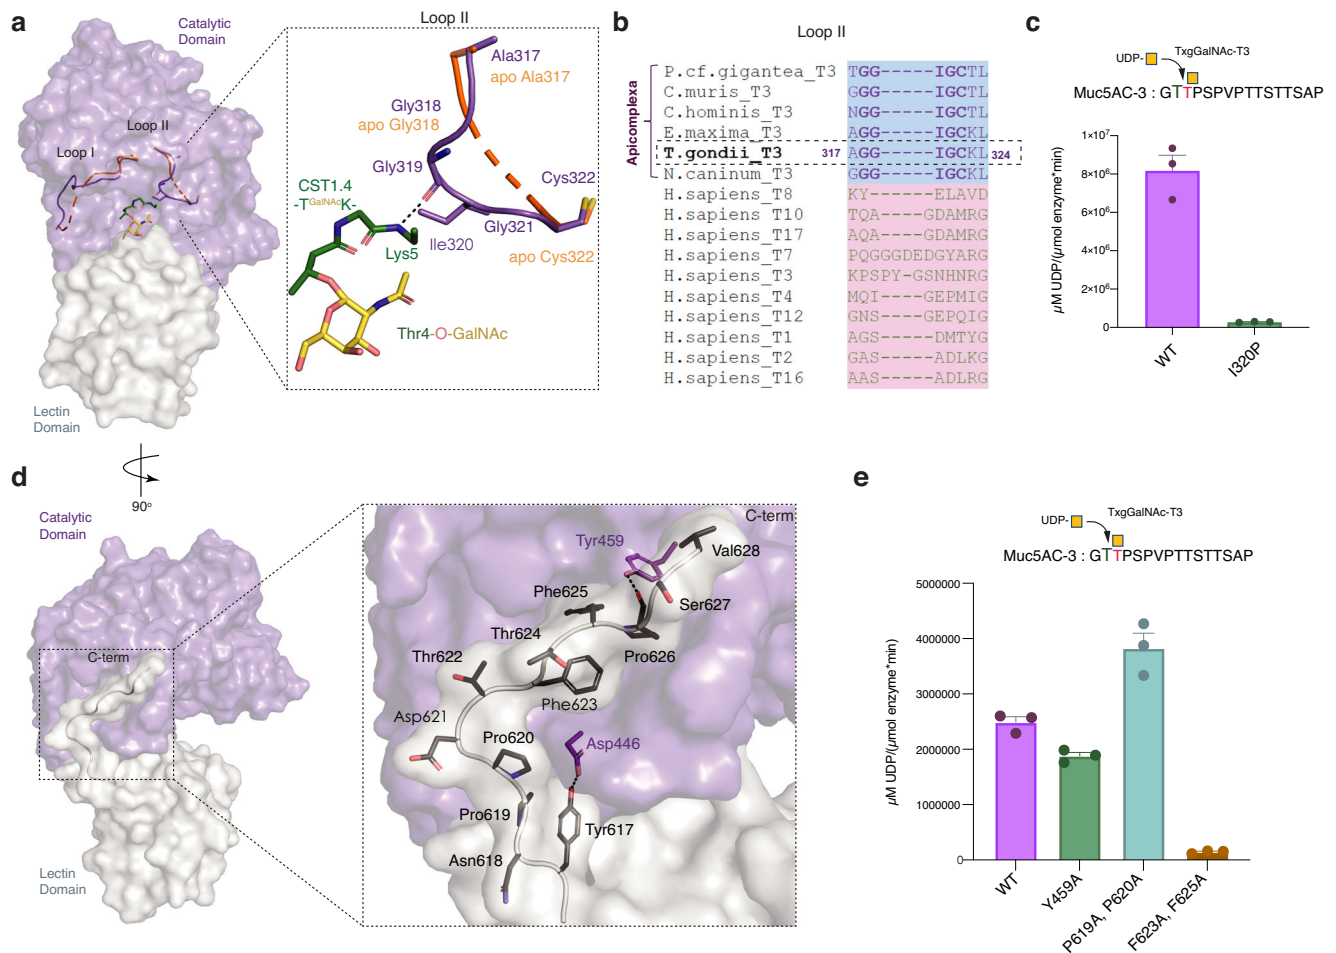 a
Catalytic
Domain
Loop II
Loop I
Lectin
Domain
90°
Loop II
Ala317
apo Ala317
Gly318
apo Gly318
Gly319
Cys322
CST1.4
-TGalNAcK-
Gly321
Ile320
Lys5
apo Cys322
Thr4-O-GalNAc
b
Loop II
Apicomplexa
P.cf.gigantea_T3 TGG-----IGCTL
C.muris_T3 GGG-----IGCTL
C.hominis_T3 NGG-----IGCTL
E.maxima_T3 AGG-----IGCKL
T.gondii_T3 317 AGG-----IGCKL 324
N.caninum_T3 GGG-----IGCKL
H.sapiens_T8 KY------ELAVD
H.sapiens_T10 TQA----GDAMRG
H.sapiens_T17 AQA----GDAMRG
H.sapiens_T7 PQGGGDEDGYARG
H.sapiens_T3 KPSPY-GSNHNRG
H.sapiens_T4 MQI----GEPMIG
H.sapiens_T12 GNS----GEPQIG
H.sapiens_T1 AGS-----DMTYG
H.sapiens_T2 GAS-----ADLKG
H.sapiens_T16 AAS-----ADLRG
c
UDP-
TxgGalNAc-T3
Muc5AC-3 : GTTPSPVPTTSTTSAP
µM UDP/(µmol enzyme*min)
1×10⁷
8×10⁶
6×10⁶
4×10⁶
2×10⁶
0
WT
I320P
d
Catalytic
Domain
C-term
Lectin
Domain
C-term
Tyr459
Val628
Phe625
Ser627
Thr624
Pro626
Thr622
Phe623
Asp621
Pro620
Asp446
Pro619
Tyr617
Asn618
e
UDP-
TxgGalNAc-T3
Muc5AC-3 : GTTPSPVPTTSTTSAP
µM UDP/(µmol enzyme*min)
5000000
4000000
3000000
2000000
1000000
0
WT
Y459A
P619A, P620A
F623A, F625A